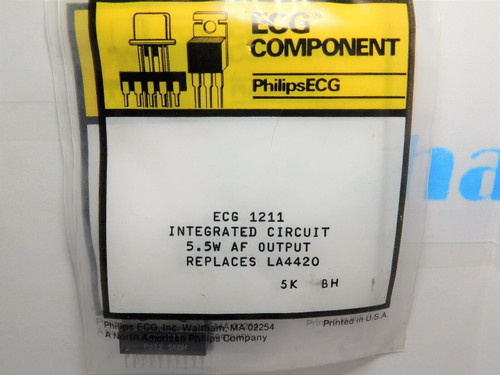 ECG
COMPONENT
PhilipsECG
ha
ECG 1211
INTEGRATED CIRCUIT
5.5W AF OUTPUT
REPLACES LA4420
5K BH
Philips ECG, Inc. Waltham, MA 02254
A North American Philips Company
Printed in U.S.A.